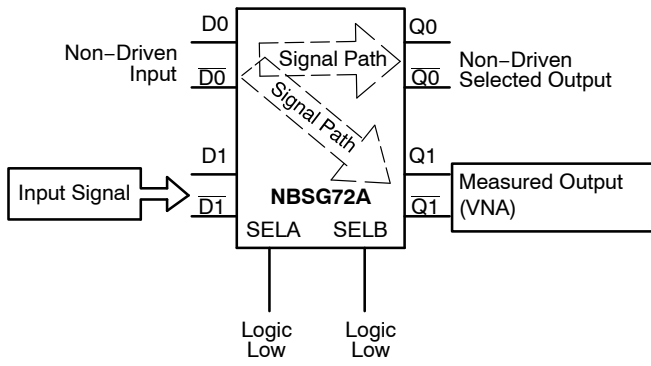 D0
Q0
Non−Driven
Input
D0
Signal Path
Q0
Non−Driven
Selected Output
Signal Path
D1
Q1
Input Signal
D1
NBSG72A
Q1
Measured Output
(VNA)
SELA
SELB
Logic
Low
Logic
Low